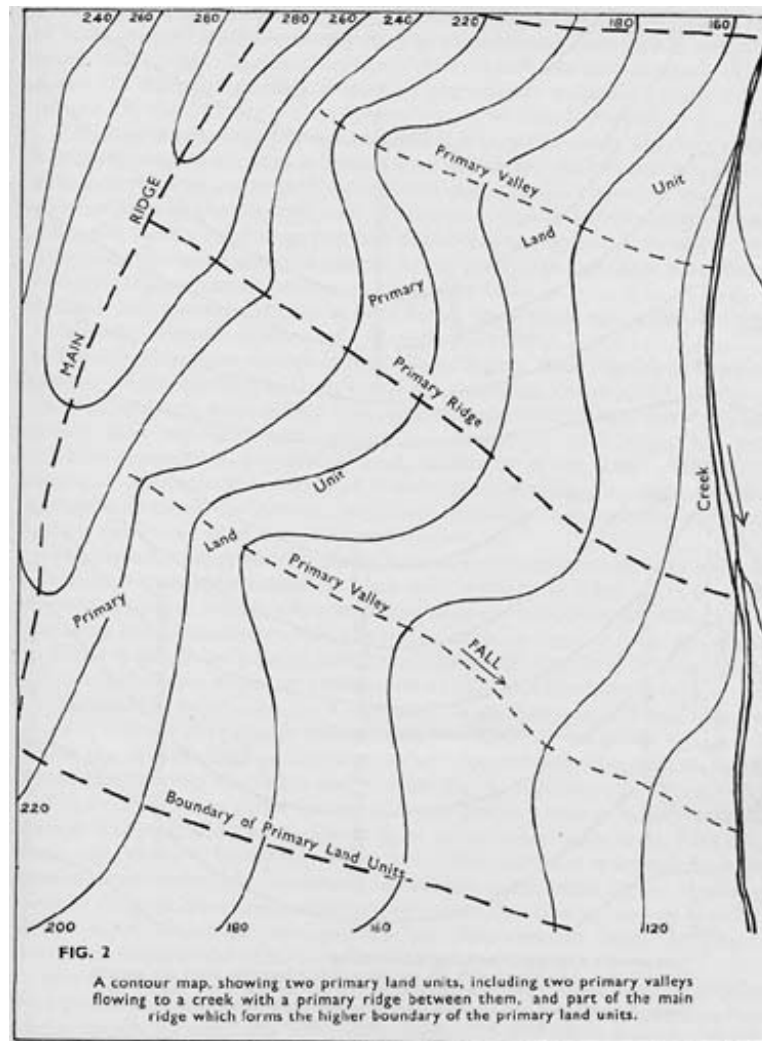 240 260 280 280 260 240 220 180 160
Primary Valley
Unit
RIDGE
Land
Primary
MAIN
Primary Ridge
Unit
Creek
Land
Primary Valley
Primary
FALL
Boundary of Primary Land Units
220
200 180 160 120
FIG. 2
A contour map, showing two primary land units, including two primary valleys
flowing to a creek with a primary ridge between them, and part of the main
ridge which forms the higher boundary of the primary land units.